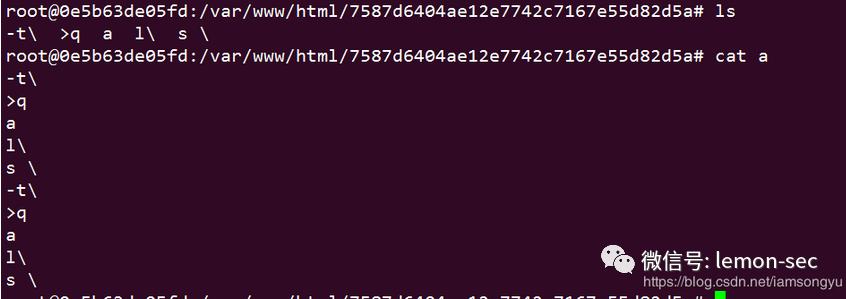 root@0e5b63de05fd:/var/www/html/7587d6404ae12e7742c7167e55d82d5a# ls
-t\  >q  a  l\  s \
root@0e5b63de05fd:/var/www/html/7587d6404ae12e7742c7167e55d82d5a# cat a
-t\
>q
a
l\
s \
-t\
>q
a
l\
s \
微信号: lemon-sec
https://blog.csdn.net/iamsongyu